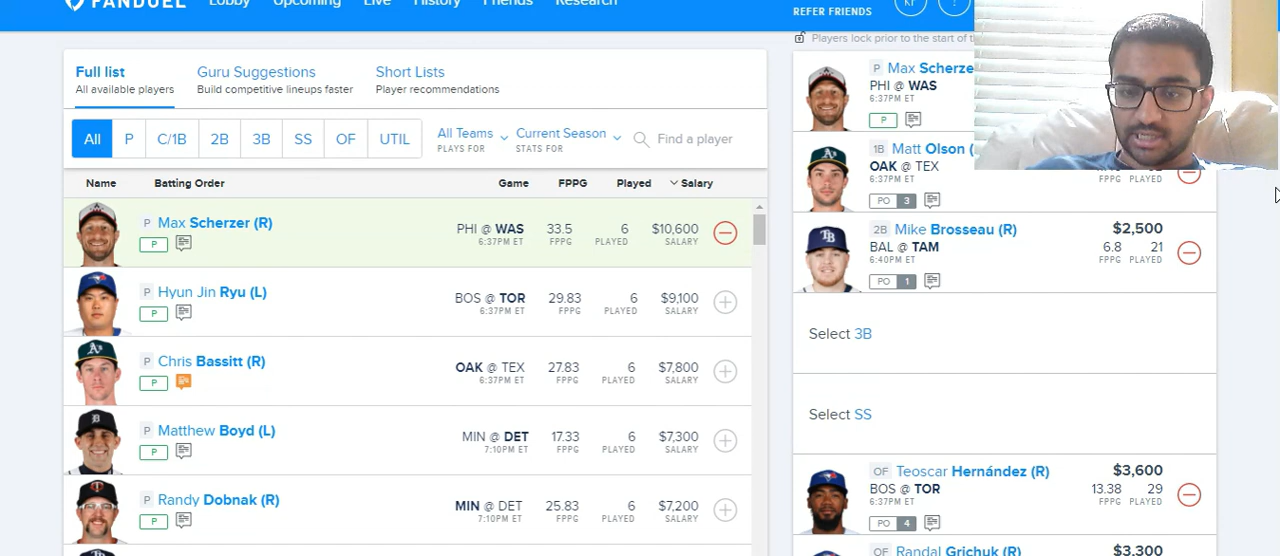 FANDUEL
Lobby Upcoming Live History Friends Research
REFER FRIENDS
Full list
All available players
Guru Suggestions
Build competitive lineups faster
Short Lists
Player recommendations
All P C/1B 2B 3B SS OF UTIL
All Teams
PLAYS FOR
Current Season
STATS FOR
Find a player
Name Batting Order Game FPPG Played Salary
P Max Scherzer (R)
P
PHI @ WAS 33.5 6 $10,600
6:37PM ET FPPG PLAYED SALARY
P Hyun Jin Ryu (L)
P
BOS @ TOR 29.83 6 $9,100
6:37PM ET FPPG PLAYED SALARY
P Chris Bassitt (R)
P
OAK @ TEX 27.83 6 $7,800
6:37PM ET FPPG PLAYED SALARY
P Matthew Boyd (L)
P
MIN @ DET 17.33 6 $7,300
7:10PM ET FPPG PLAYED SALARY
P Randy Dobnak (R)
P
MIN @ DET 25.83 6 $7,200
7:10PM ET FPPG PLAYED SALARY
Players lock prior to the start of
P Max Scherze
PHI @ WAS
6:37PM ET
P
1B Matt Olson (
OAK @ TEX
6:37PM ET
FPPG PLAYED
PO 3
2B Mike Brosseau (R) $2,500
BAL @ TAM 6.8 21
6:40PM ET FPPG PLAYED
PO 1
Select 3B
Select SS
OF Teoscar Hernández (R) $3,600
BOS @ TOR 13.38 29
6:37PM ET FPPG PLAYED
PO 4
OF Randal Grichuk (R) $3,300